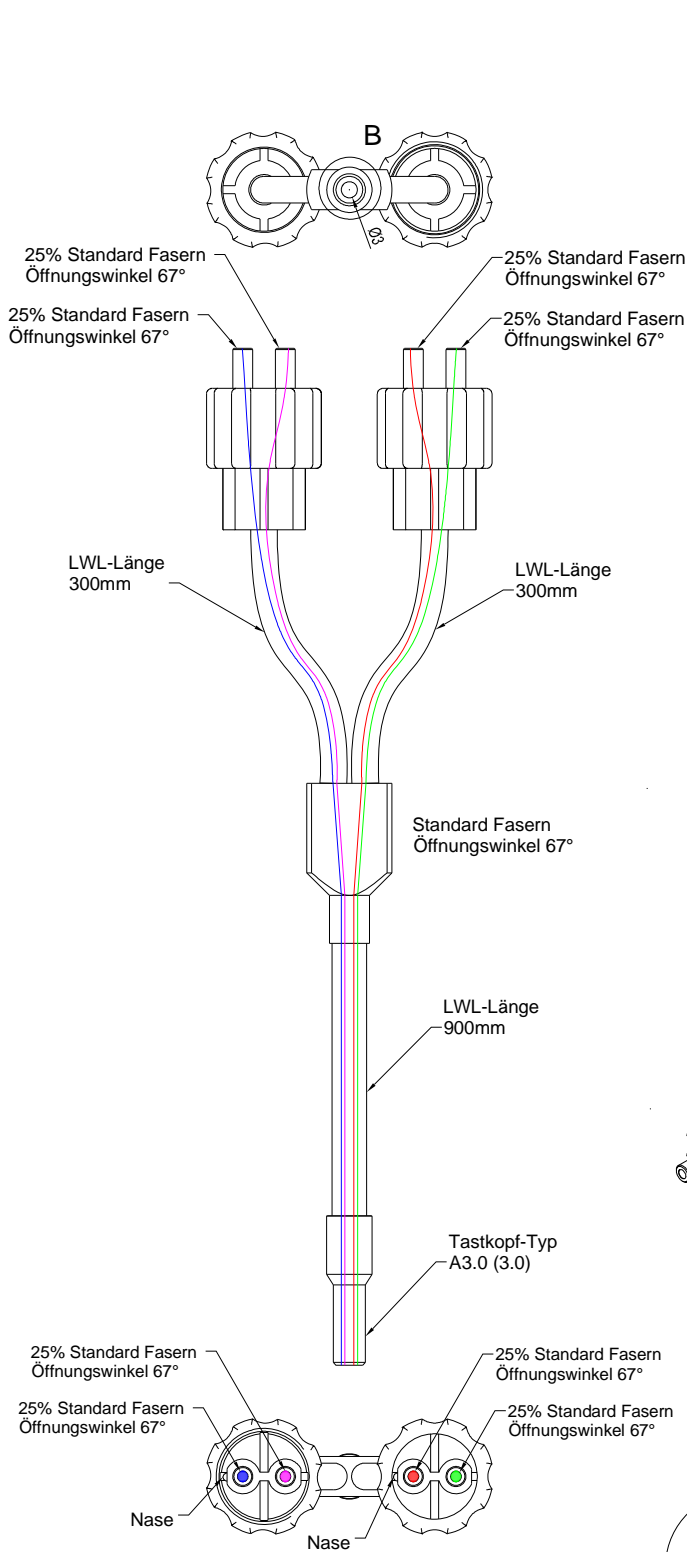 B
Ø3
25% Standard Fasern
Öffnungswinkel 67°
25% Standard Fasern
Öffnungswinkel 67°
25% Standard Fasern
Öffnungswinkel 67°
25% Standard Fasern
Öffnungswinkel 67°
LWL-Länge
300mm
LWL-Länge
300mm
Standard Fasern
Öffnungswinkel 67°
LWL-Länge
900mm
Tastkopf-Typ
A3.0 (3.0)
25% Standard Fasern
Öffnungswinkel 67°
25% Standard Fasern
Öffnungswinkel 67°
25% Standard Fasern
Öffnungswinkel 67°
25% Standard Fasern
Öffnungswinkel 67°
Nase
Nase